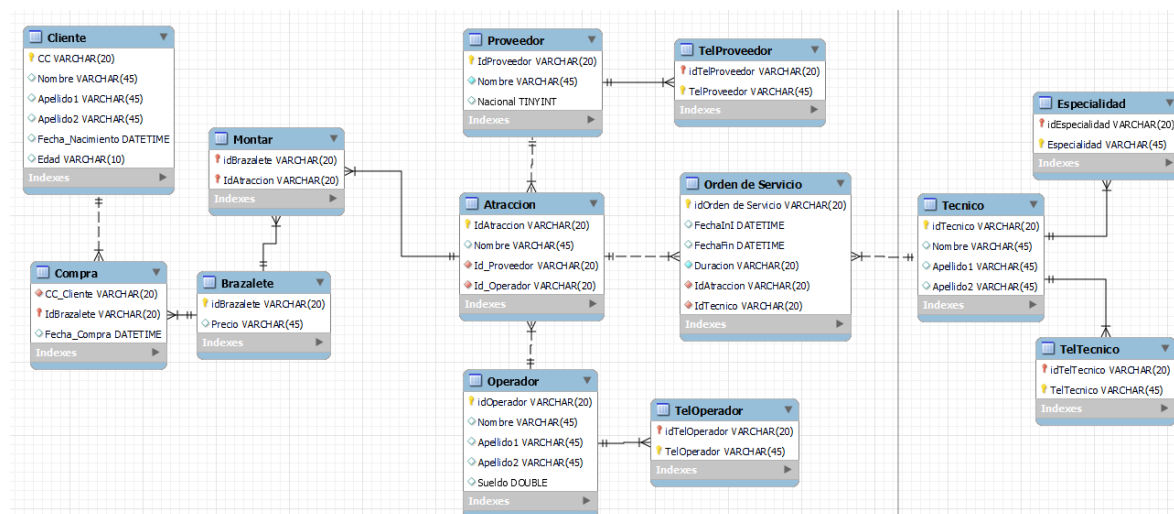 Cliente
CC VARCHAR(20)
Nombre VARCHAR(45)
Apellido1 VARCHAR(45)
Apellido2 VARCHAR(45)
Fecha_Nacimiento DATETIME
Edad VARCHAR(10)
Indexes
Montar
idBrazalete VARCHAR(20)
IdAtraccion VARCHAR(20)
Indexes
Compra
CC_Cliente VARCHAR(20)
IdBrazalete VARCHAR(20)
Fecha_Compra DATETIME
Indexes
Brazalete
idBrazalete VARCHAR(20)
Precio VARCHAR(45)
Indexes
Proveedor
IdProveedor VARCHAR(20)
Nombre VARCHAR(45)
Nacional TINYINT
Indexes
TelProveedor
idTelProveedor VARCHAR(20)
TelProveedor VARCHAR(45)
Indexes
Atraccion
IdAtraccion VARCHAR(20)
Nombre VARCHAR(45)
Id_Proveedor VARCHAR(20)
Id_Operador VARCHAR(20)
Indexes
Orden de Servicio
idOrden de Servicio VARCHAR(20)
FechaInI DATETIME
FechaFin DATETIME
Duracion VARCHAR(20)
IdAtraccion VARCHAR(20)
IdTecnico VARCHAR(20)
Indexes
Operador
idOperador VARCHAR(20)
Nombre VARCHAR(45)
Apellido1 VARCHAR(45)
Apellido2 VARCHAR(45)
Sueldo DOUBLE
Indexes
TelOperador
idTelOperador VARCHAR(20)
TelOperador VARCHAR(45)
Indexes
Especialidad
idEspecialidad VARCHAR(20)
Especialidad VARCHAR(45)
Indexes
Tecnico
idTecnico VARCHAR(20)
Nombre VARCHAR(45)
Apellido1 VARCHAR(45)
Apellido2 VARCHAR(45)
Indexes
TelTecnico
idTelTecnico VARCHAR(20)
TelTecnico VARCHAR(45)
Indexes